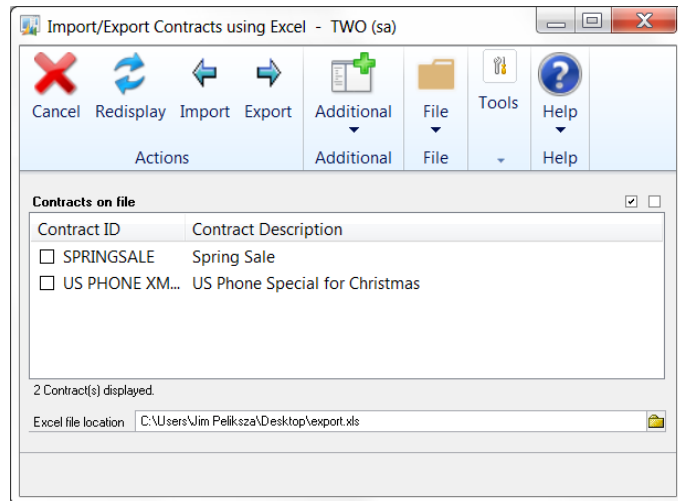 Import/Export Contracts using Excel - TWO (sa)
Cancel Redisplay Import Export Additional File Tools Help
Actions Additional File Help
Contracts on file
Contract ID Contract Description
SPRINGSALE Spring Sale
US PHONE XM... US Phone Special for Christmas
2 Contract(s) displayed.
Excel file location C:\Users\Jim Peliksza\Desktop\export.xls